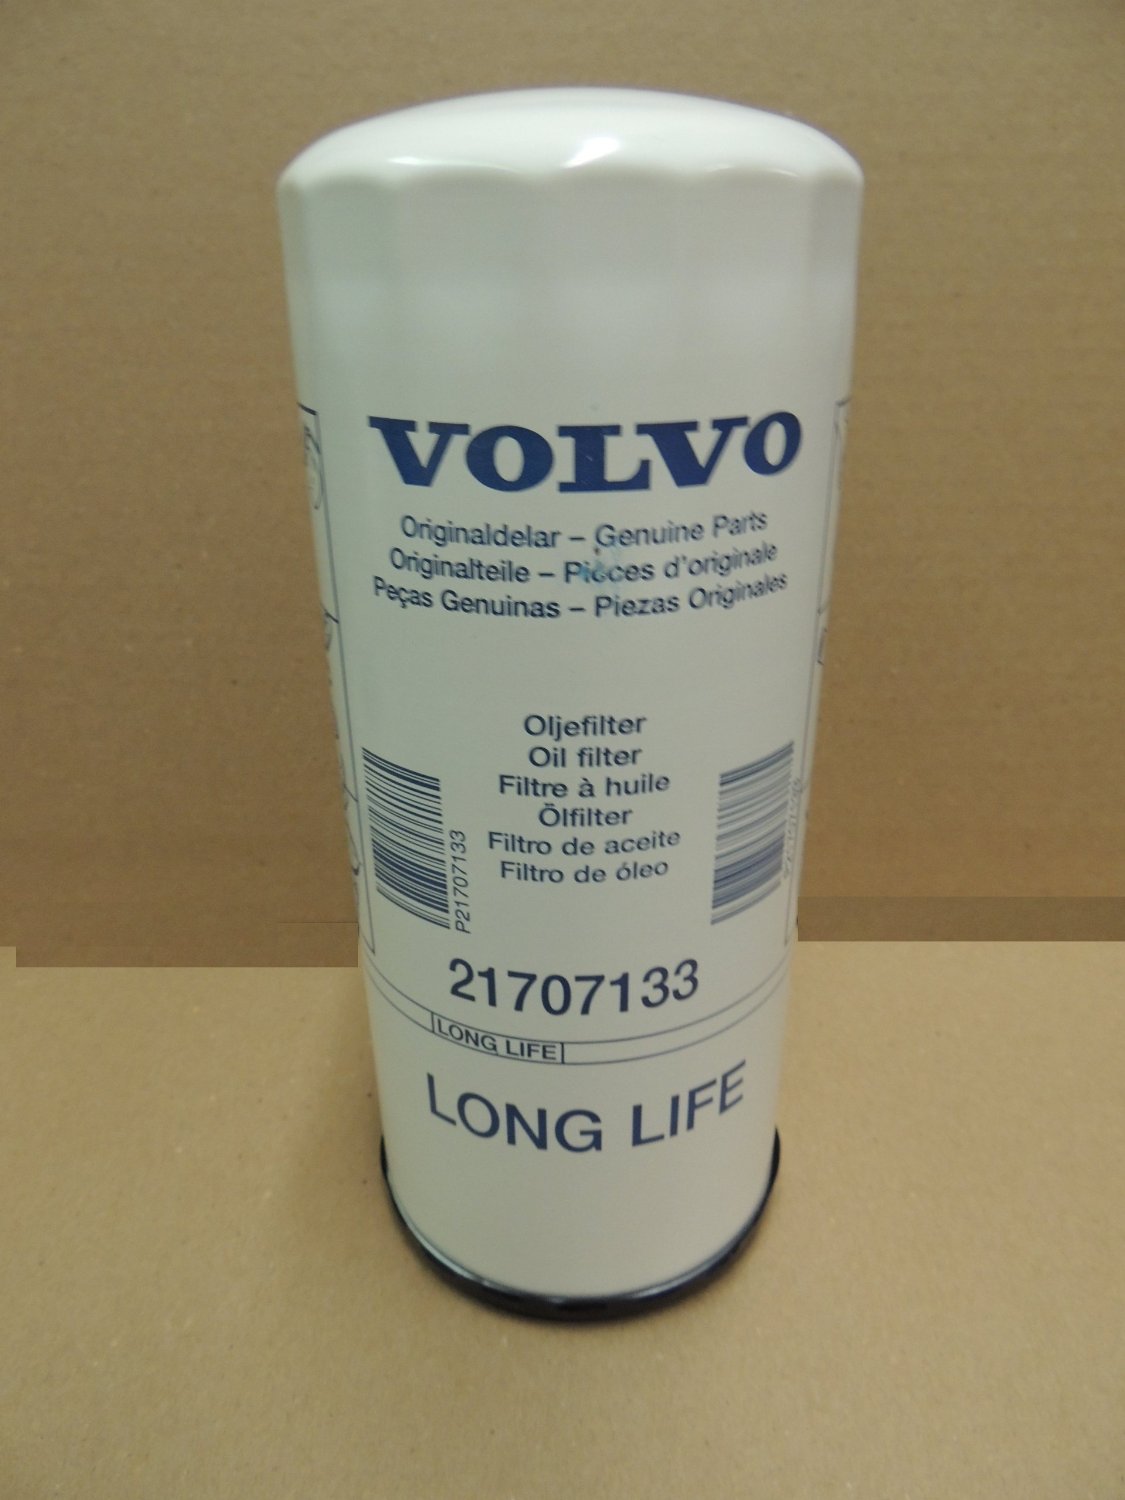 VOLVO
Originaldelar – Genuine Parts
Originalteile – Pièces d'originale
Peças Genuinas – Piezas Originales
Oljefilter
Oil filter
Filtre à huile
Ölfilter
Filtro de aceite
Filtro de óleo
P21707133
21707133
LONG LIFE
LONG LIFE